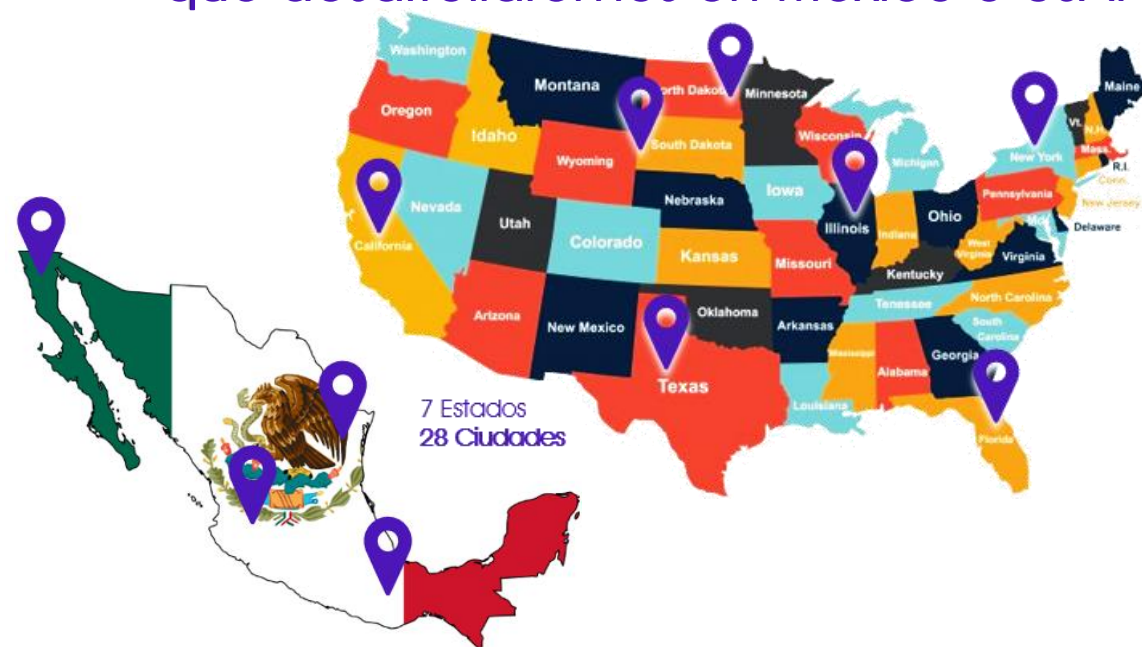 Washington
Montana
North Dakota
Minnesota
Maine
Oregon
Idaho
Wisconsin
Vt.
N.H.
South Dakota
Mass.
Wyoming
Michigan
New York
R.I.
Conn.
Iowa
Pennsylvania
Nevada
Nebraska
New Jersey
Utah
Ohio
Md.
Illinois
Indiana
Delaware
California
Colorado
West
Virginia
Virginia
Kansas
Missouri
Kentucky
North Carolina
Tenessee
Arizona
Oklahoma
New Mexico
Arkansas
South
Carolina
Mississippi
Georgia
Alabama
Texas
Louisiana
7 Estados
28 Ciudades
Florida